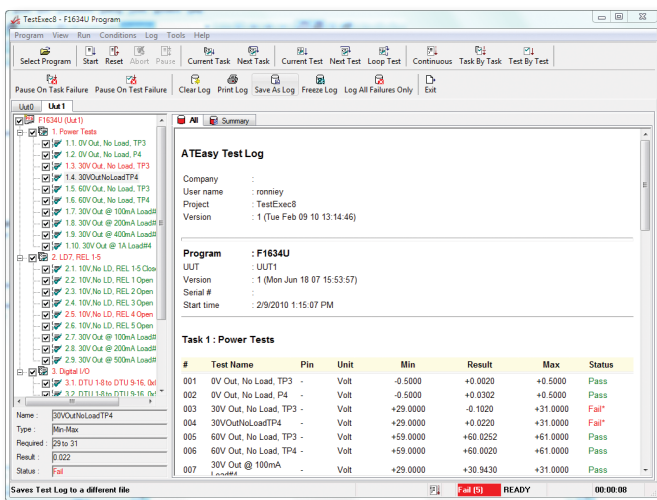 TestExec8 - F1634U Program
Program View Run Conditions Log Tools Help
Select Program Start Reset Abort Pause Current Task Next Task Current Test Next Test Loop Test Continuous Task By Task Test By Test
Pause On Task Failure Pause On Test Failure Clear Log Print Log Save As Log Freeze Log Log All Failures Only Exit
Uut0 Uut 1
F1634U (Uut1)
1. Power Tests
1.1. 0V Out, No Load, TP3
1.2. 0V Out, No Load, P4
1.3. 30V Out, No Load, TP3
1.4. 30VOutNoLoadTP4
1.5. 60V Out, No Load, TP3
1.6. 60V Out, No Load, TP4
1.7. 30V Out @ 100mA Load#
1.8. 30V Out @ 200mA Load#
1.9. 30V Out @ 400mA Load#
1.10. 30V Out @ 1A Load#4
2. LD7, REL 1-5
2.1. 10V,No LD, REL 1-5 Clos
2.2. 10V,No LD, REL 1 Open
2.3. 10V,No LD, REL 2 Open
2.4. 10V,No LD, REL 3 Open
2.5. 10V,No LD, REL 4 Open
2.6. 10V,No LD, REL 5 Open
2.7. 30V Out @ 100mA Load#
2.8. 30V Out @ 200mA Load#
2.9. 30V Out @ 500mA Load#
3. Digital I/O
3.1. DTU 1-8 to DTU 9-16, 0xl
3.2. DTU 1-8 to DTU 9-16, 0xl
Name : 30VOutNoLoadTP4
Type : Min-Max
Required : 29 to 31
Result : 0.022
Status : Fail
All Summary
ATEasy Test Log
Company :
User name : ronniey
Project : TestExec8
Version : 1 (Tue Feb 09 10 13:14:46)
Program : F1634U
UUT : UUT1
Version : 1 (Mon Jun 18 07 15:53:57)
Serial # :
Start time : 2/9/2010 1:15:07 PM
Task 1 : Power Tests
# Test Name Pin Unit Min Result Max Status
001 0V Out, No Load, TP3 - Volt -0.5000 +0.0020 +0.5000 Pass
002 0V Out, No Load, P4 - Volt -0.5000 +0.0302 +0.5000 Pass
003 30V Out, No Load, TP3 - Volt +29.0000 -0.1020 +31.0000 Fail*
004 30VOutNoLoadTP4 - Volt +29.0000 +0.0220 +31.0000 Fail*
005 60V Out, No Load, TP3 - Volt +59.0000 +60.0252 +61.0000 Pass
006 60V Out, No Load, TP4 - Volt +59.0000 +60.0200 +61.0000 Pass
007 30V Out @ 100mA Load#4 - Volt +29.0000 +30.9430 +31.0000 Pass
Saves Test Log to a different file Fail (5) READY 00:00:08